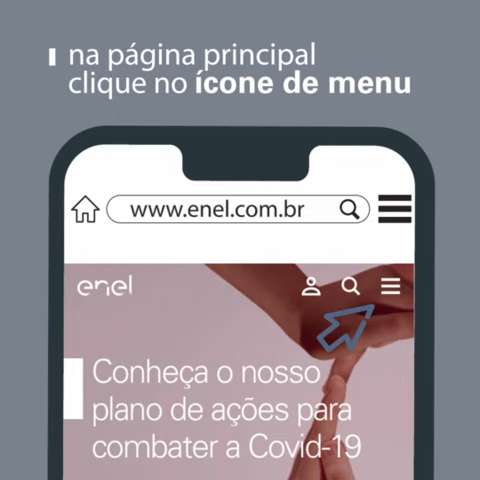 na página principal
clique no ícone de menu
www.enel.com.br
enel
Conheça o nosso
plano de ações para
combater a Covid-19